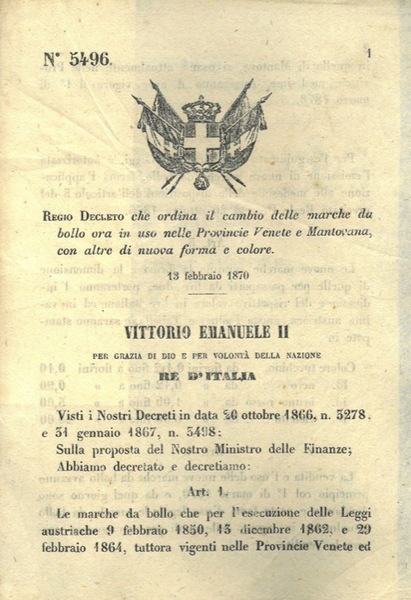 N° 5496.
1
REGIO DECRETO che ordina il cambio delle marche da
bollo ora in uso nelle Provincie Venete e Mantovana,
con altre di nuova forma e colore.
13 febbraio 1870
VITTORIO EMANUELE II
PER GRAZIA DI DIO E PER VOLONTÀ DELLA NAZIONE
RE D'ITALIA
Visti i Nostri Decreti in data 20 ottobre 1866, n. 3278,
e 31 gennaio 1867, n. 3498;
Sulla proposta del Nostro Ministro delle Finanze;
Abbiamo decretato e decretiamo:
Art. 1.
Le marche da bollo che per l'esecuzione delle Leggi
austrische 9 febbraio 1850, 13 dicembre 1862, e 29
febbraio 1864, tuttora vigenti nelle Provincie Venete ed